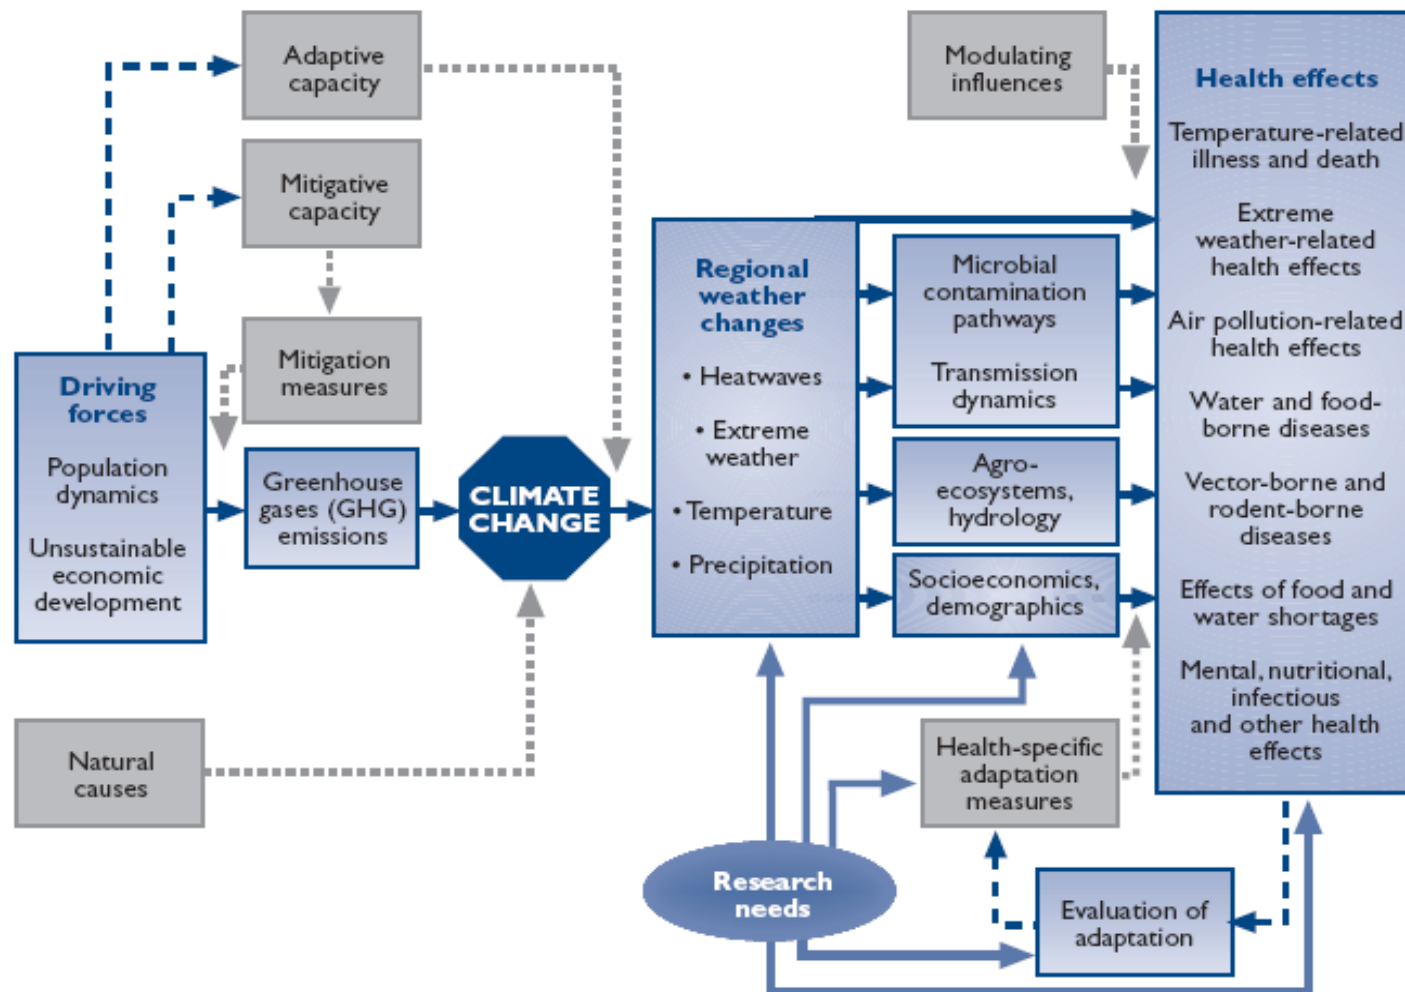 Adaptive
capacity
Mitigative
capacity
Mitigation
measures
Driving
forces
Population
dynamics
Unsustainable
economic
development
Greenhouse
gases (GHG)
emissions
Natural
causes
CLIMATE
CHANGE
Regional
weather
changes
• Heatwaves
• Extreme
weather
• Temperature
• Precipitation
Modulating
influences
Microbial
contamination
pathways
Transmission
dynamics
Agro-
ecosystems,
hydrology
Socioeconomics,
demographics
Health-specific
adaptation
measures
Research
needs
Evaluation of
adaptation
Health effects
Temperature-related
illness and death
Extreme
weather-related
health effects
Air pollution-related
health effects
Water and food-
borne diseases
Vector-borne and
rodent-borne
diseases
Effects of food and
water shortages
Mental, nutritional,
infectious
and other health
effects